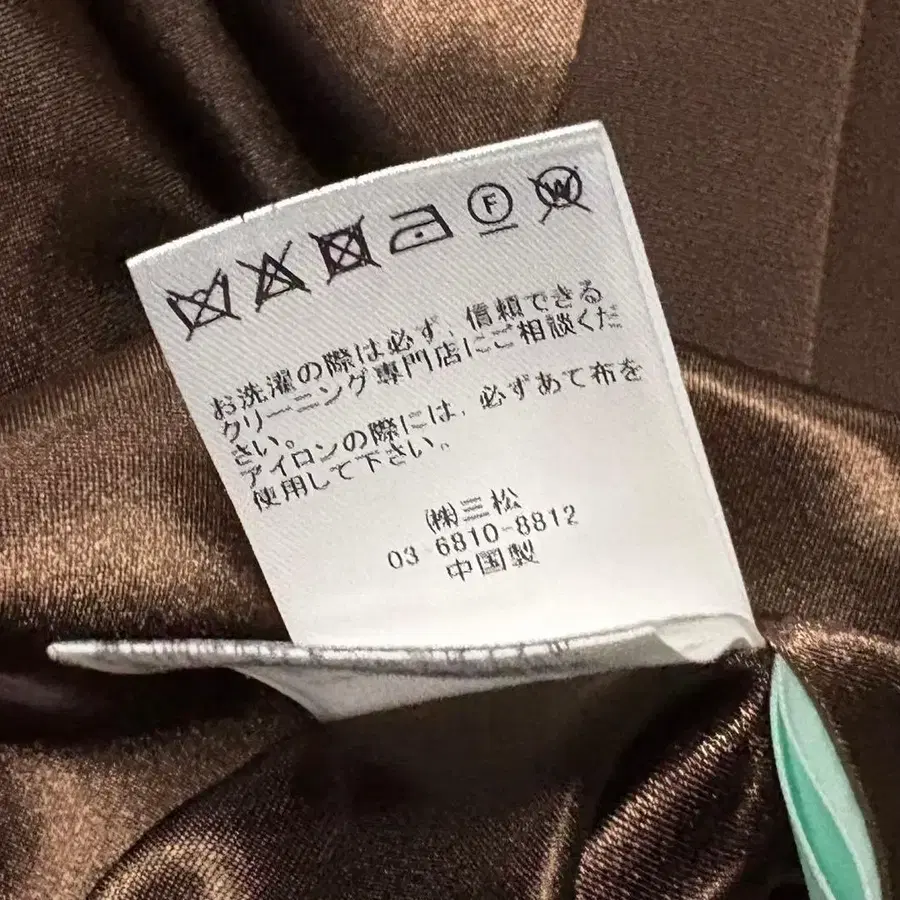 F W
お洗濯の際は必ず、信頼できる
クリーニング専門店にご相談くだ
さい。
アイロンの際には、必ずあて布を
使用して下さい。
㈱三松
03-6810-8812
中国製